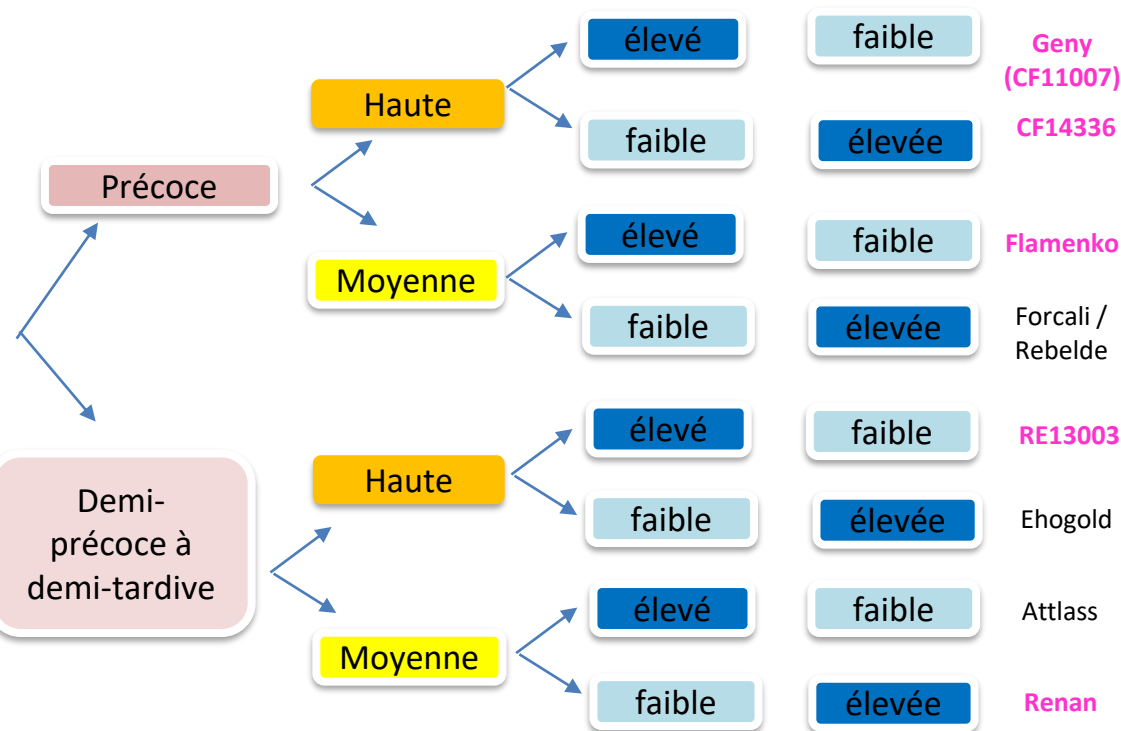 élevé
faible
Geny
(CF11007)
Haute
faible
élevée
CF14336
Précoce
élevé
faible
Flamenko
Moyenne
faible
élevée
Forcali /
Rebelde
élevé
faible
RE13003
Haute
faible
élevée
Ehogold
Demi-
précoce à
demi-tardive
élevé
faible
Attlass
Moyenne
faible
élevée
Renan